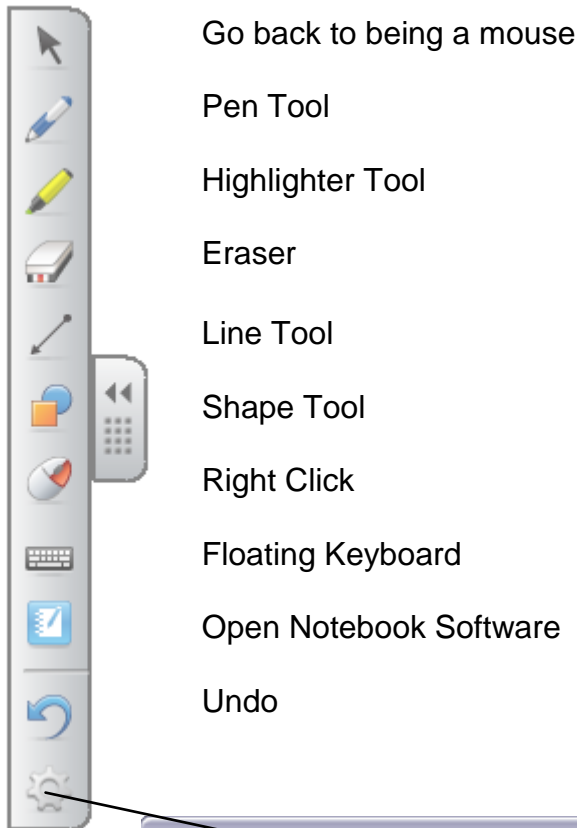 Go back to being a mouse
Pen Tool
Highlighter Tool
Eraser
Line Tool
Shape Tool
Right Click
Floating Keyboard
Open Notebook Software
Undo